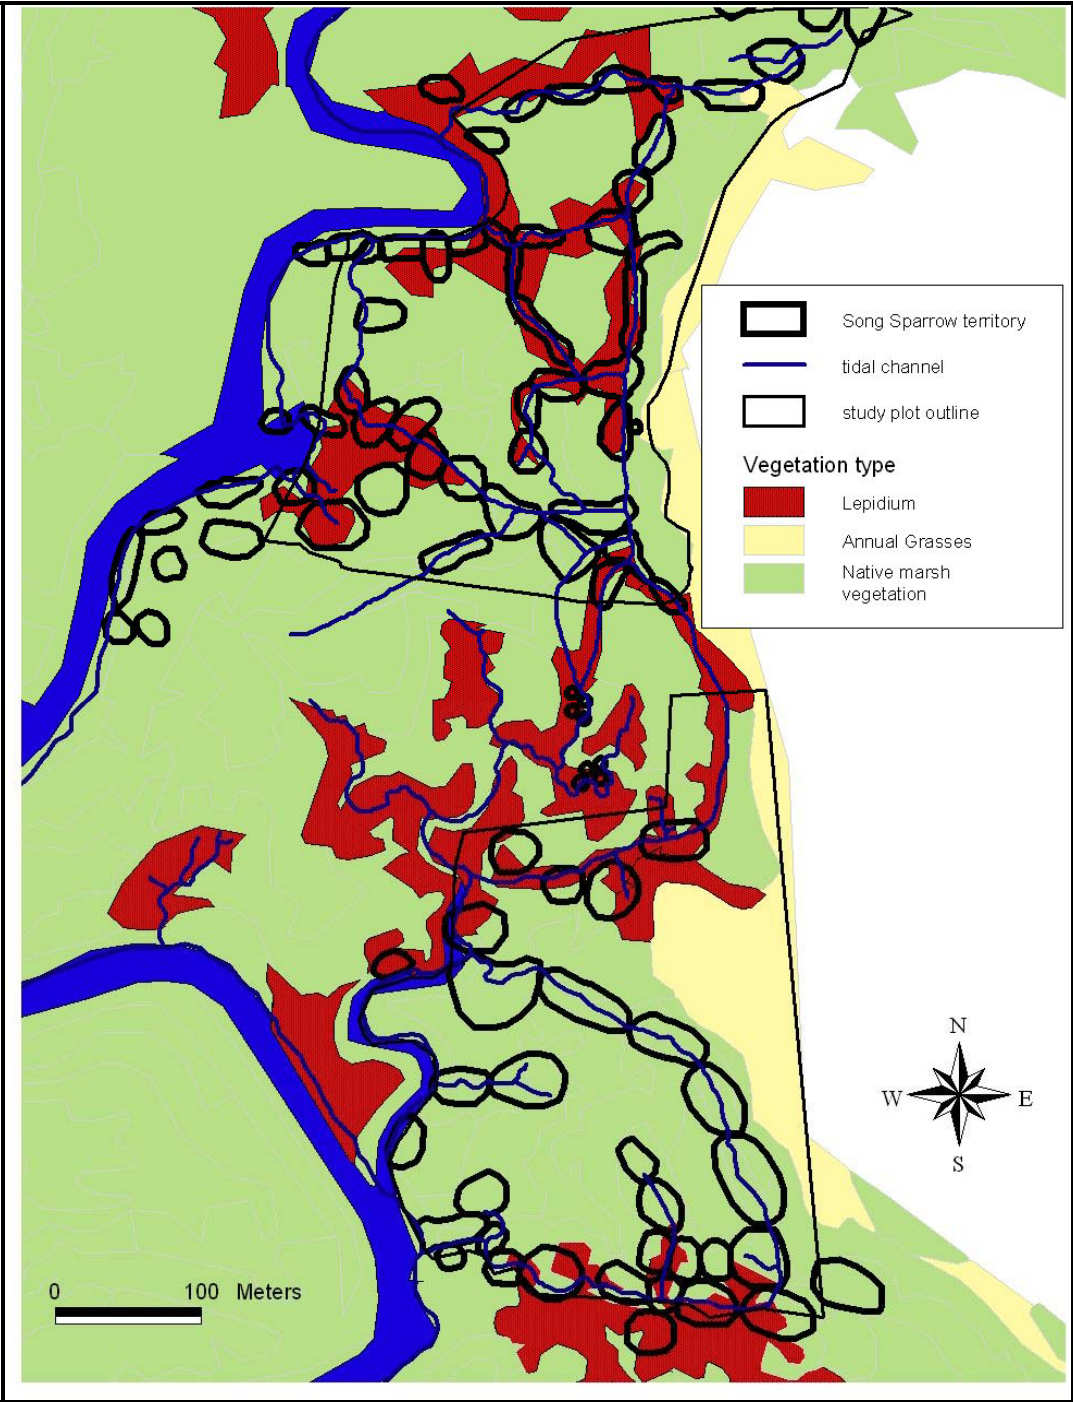 Song Sparrow territory
tidal channel
study plot outline
Vegetation type
Lepidium
Annual Grasses
Native marsh
vegetation
N
W E
S
0 100 Meters